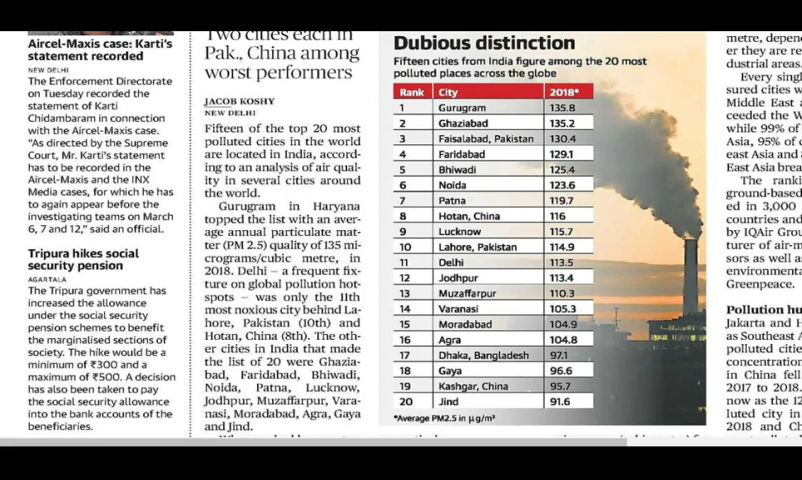 Aircel-Maxis case: Karti's
statement recorded
NEW DELHI
The Enforcement Directorate
on Tuesday recorded the
statement of Karti
Chidambaram in connection
with the Aircel-Maxis case.
"As directed by the Supreme
Court, Mr. Karti's statement
has to be recorded in the
Aircel-Maxis and the INX
Media cases, for which he has
to again appear before the
investigating teams on March
6, 7 and 12," said an official.
Tripura hikes social
security pension
AGARTALA
The Tripura government has
increased the allowance
under the social security
pension schemes to benefit
the marginalised sections of
society. The hike would be a
minimum of ₹300 and a
maximum of ₹500. A decision
has also been taken to pay
the social security allowance
into the bank accounts of the
beneficiaries.
Two cities each in
Pak., China among
worst performers
JACOB KOSHY
NEW DELHI
Fifteen of the top 20 most
polluted cities in the world
are located in India, accord-
ing to an analysis of air qual-
ity in several cities around
the world.
Gurugram in Haryana
topped the list with an aver-
age annual particulate mat-
ter (PM 2.5) quality of 135 mi-
crograms/cubic metre, in
2018. Delhi – a frequent fix-
ture on global pollution hot-
spots – was only the 11th
most noxious city behind La-
hore, Pakistan (10th) and
Hotan, China (8th). The oth-
er cities in India that made
the list of 20 were Ghazia-
bad, Faridabad, Bhiwadi,
Noida, Patna, Lucknow,
Jodhpur, Muzaffarpur, Vara-
nasi, Moradabad, Agra, Gaya
and Jind.
Dubious distinction
Fifteen cities from India figure among the 20 most
polluted places across the globe
Rank City 2018*
1 Gurugram 135.8
2 Ghaziabad 135.2
3 Faisalabad, Pakistan 130.4
4 Faridabad 129.1
5 Bhiwadi 125.4
6 Noida 123.6
7 Patna 119.7
8 Hotan, China 116
9 Lucknow 115.7
10 Lahore, Pakistan 114.9
11 Delhi 113.5
12 Jodhpur 113.4
13 Muzaffarpur 110.3
14 Varanasi 105.3
15 Moradabad 104.9
16 Agra 104.8
17 Dhaka, Bangladesh 97.1
18 Gaya 96.6
19 Kashgar, China 95.7
20 Jind 91.6
*Average PM2.5 in µg/m³
metre, depen
er they are re
dustrial areas.
Every singl
sured cities w
Middle East a
ceeded the W
while 99% of
Asia, 95% of c
east Asia and 8
East Asia brea
The ranki
ground-based
ed in 3,000
countries and
by IQAir Grou
turer of air-m
sors as well as
environmenta
Greenpeace.
Pollution hu
Jakarta and H
as Southeast A
polluted citi
concentration
in China fell
2017 to 2018.
now as the 12
luted city in
2018 and Ch